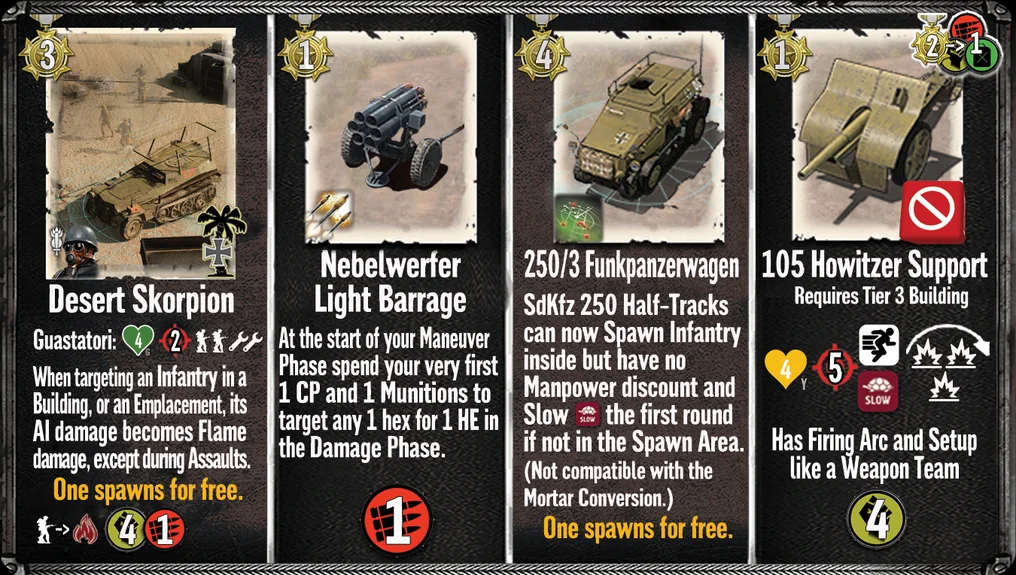 3
Desert Skorpion
Guastatori: 4 G 2
When targeting an Infantry in a
Building, or an Emplacement, its
AI damage becomes Flame
damage, except during Assaults.
One spawns for free.
-> 4 1
1
Nebelwerfer
Light Barrage
At the start of your Maneuver
Phase spend your very first
1 CP and 1 Munitions to
target any 1 hex for 1 HE in
the Damage Phase.
1
4
250/3 Funkpanzerwagen
SdKfz 250 Half-Tracks
can now Spawn Infantry
inside but have no
Manpower discount and
Slow SLOW the first round
if not in the Spawn Area.
(Not compatible with the
Mortar Conversion.)
One spawns for free.
1
2->1
105 Howitzer Support
Requires Tier 3 Building
4 Y 5
SLOW
Has Firing Arc and Setup
like a Weapon Team
4